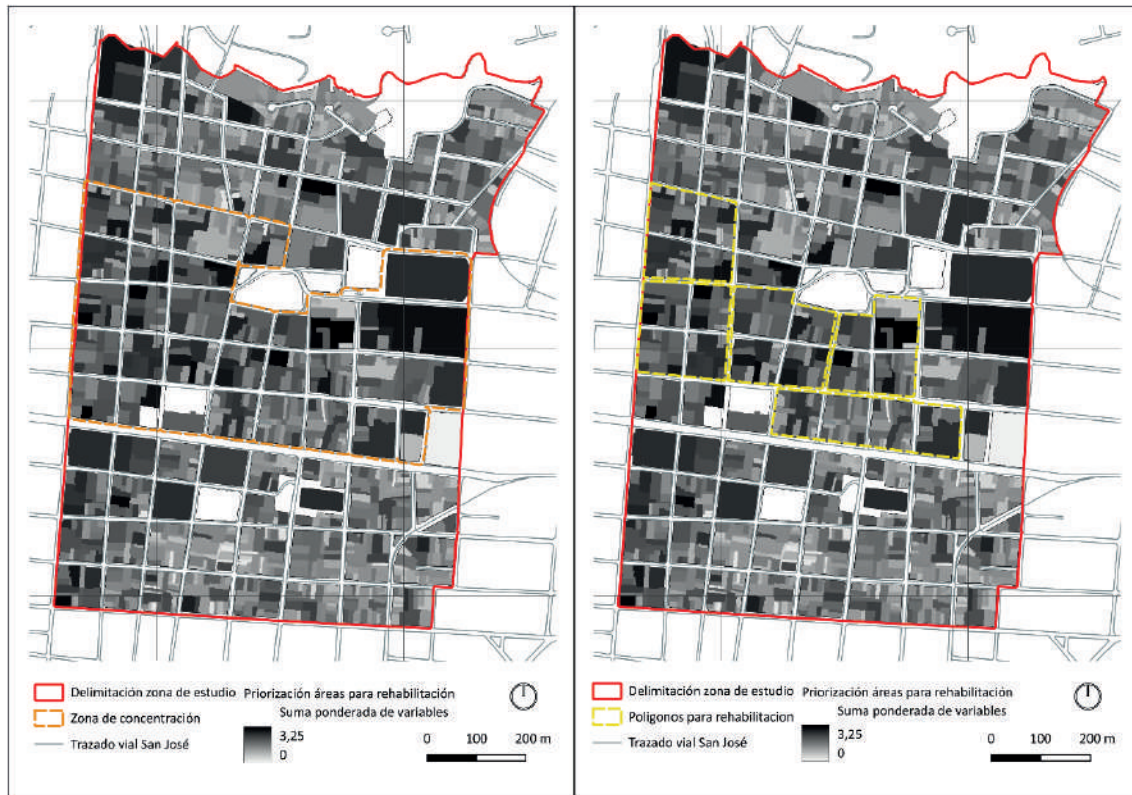 Delimitación zona de estudio
Zona de concentración
Trazado vial San José
Priorización áreas para rehabilitación
Suma ponderada de variables
3,25
0
0 100 200 m
Delimitación zona de estudio
Poligonos para rehabilitacion
Trazado vial San José
Priorización áreas para rehabilitación
Suma ponderada de variables
3,25
0
0 100 200 m